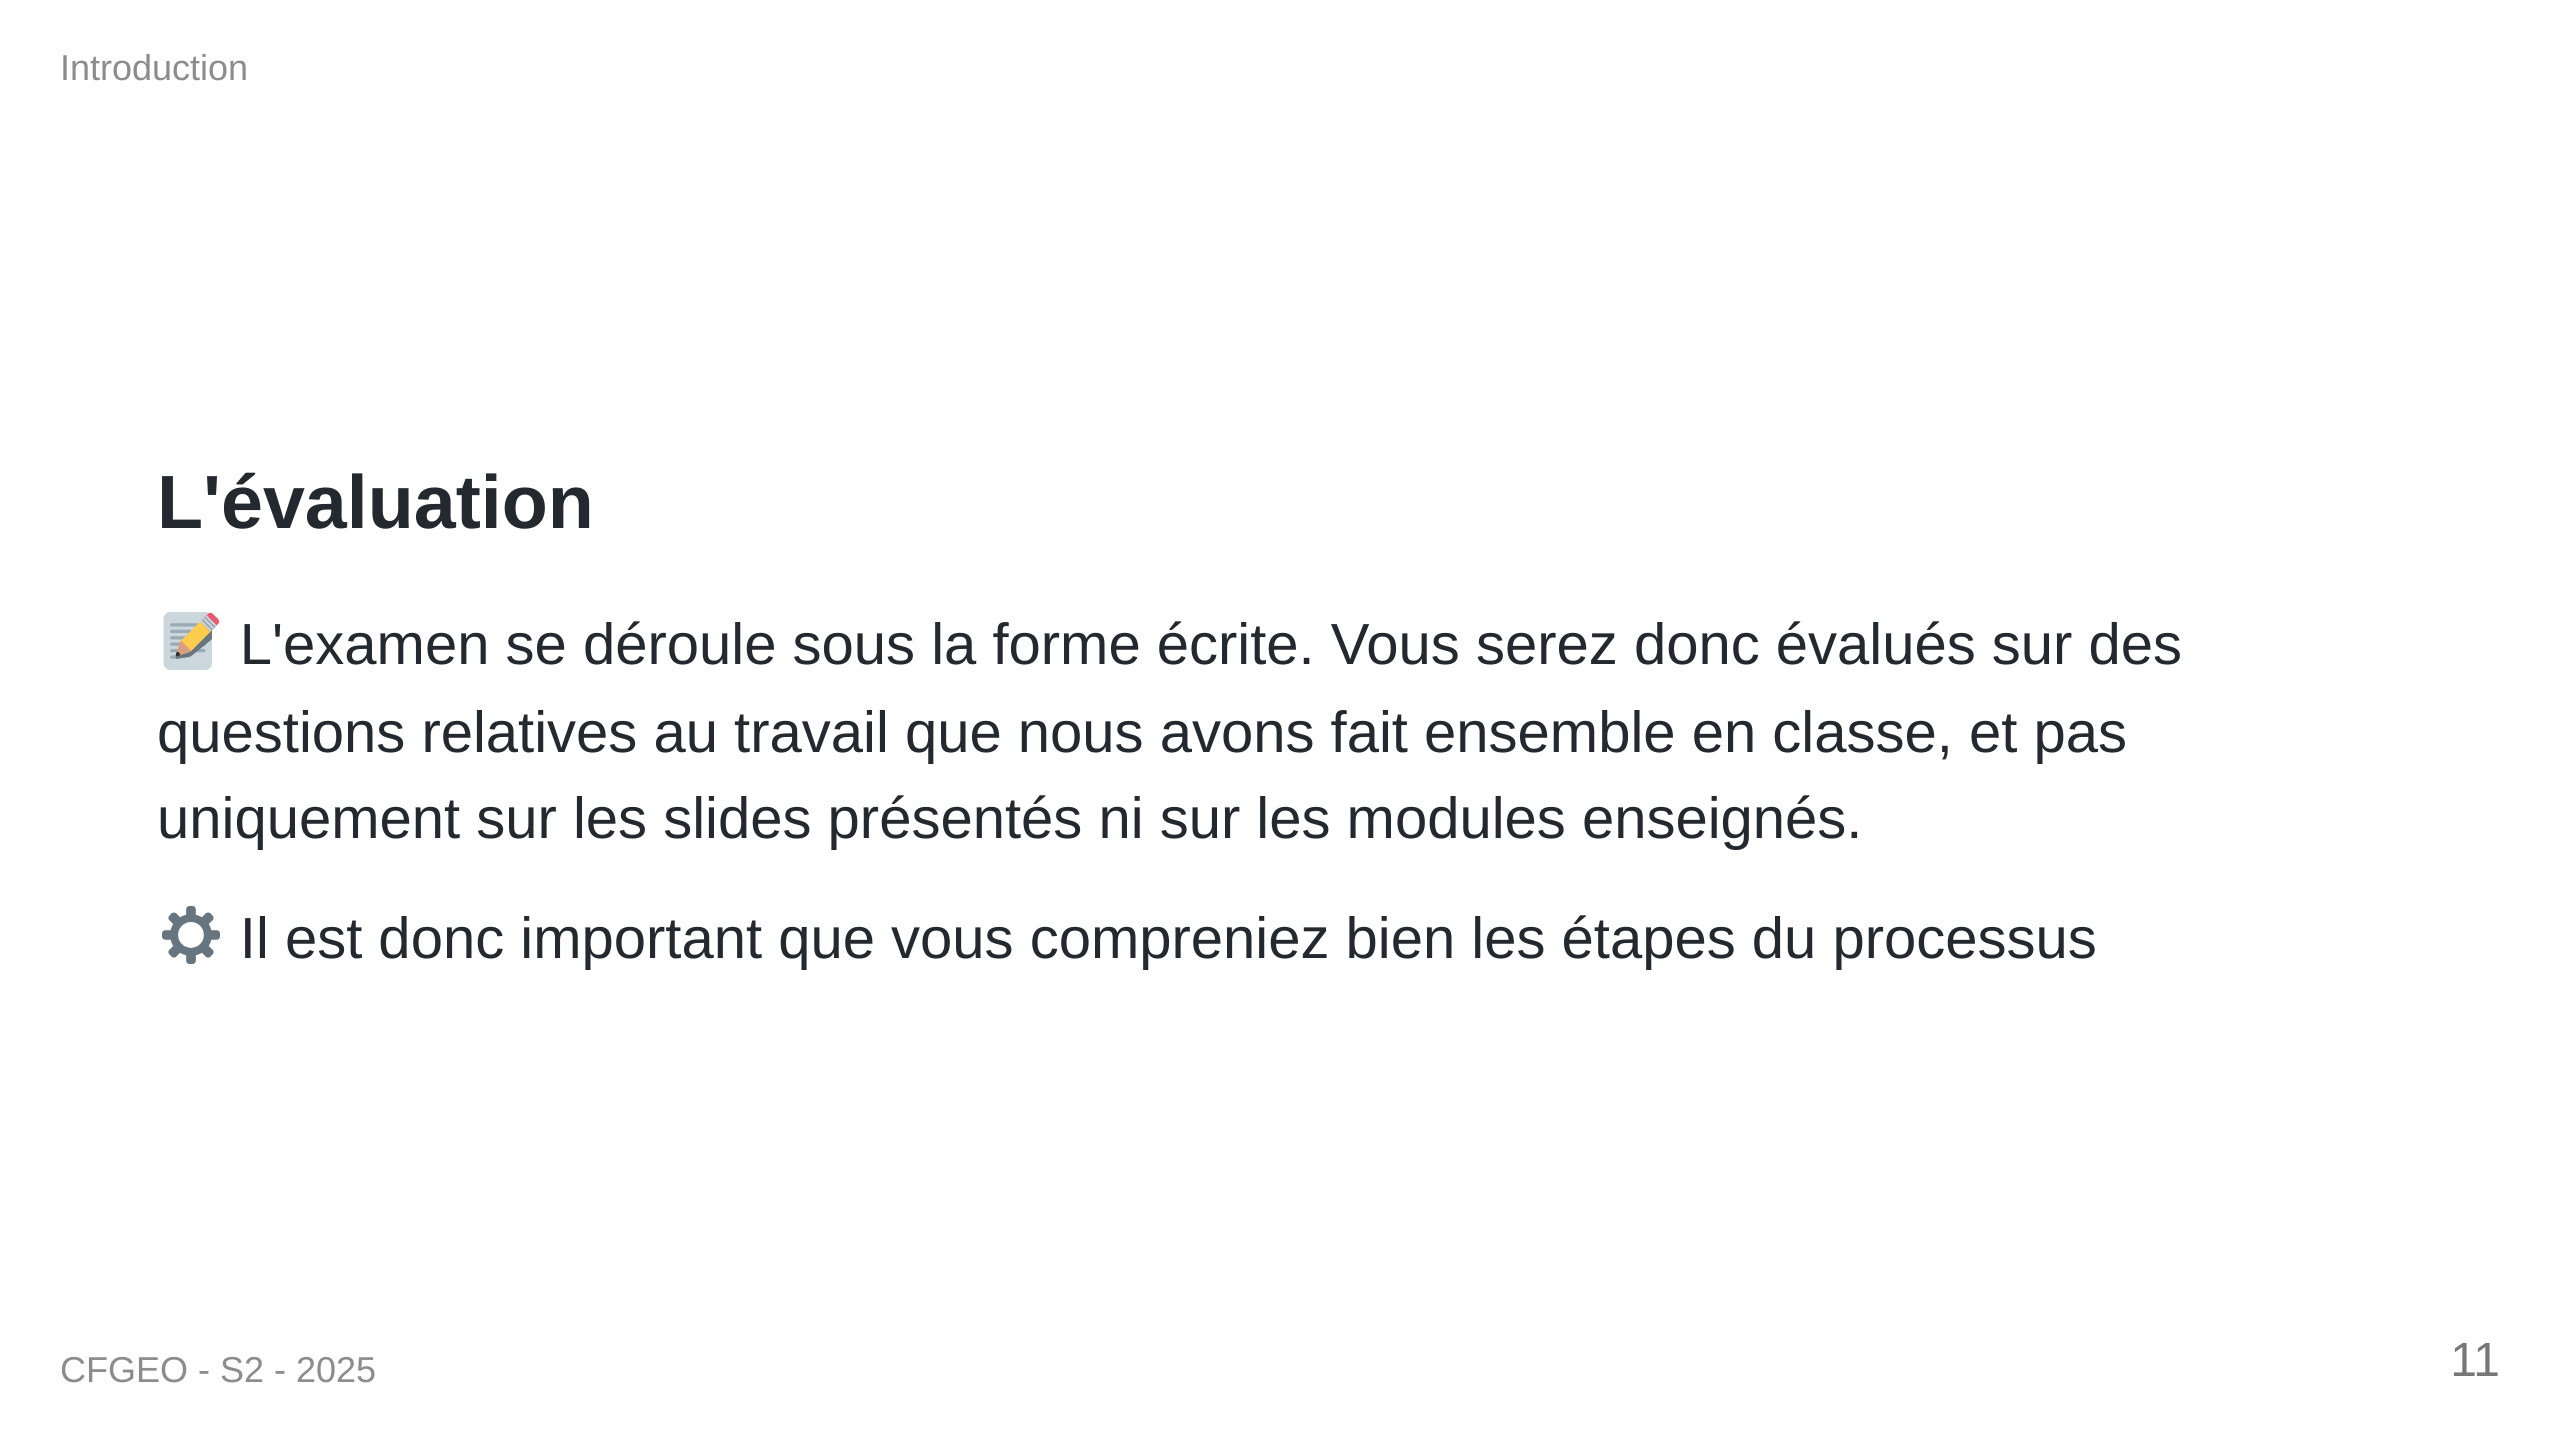 Introduction
L'évaluation
📝 L'examen se déroule sous la forme écrite. Vous serez donc évalués sur des
questions relatives au travail que nous avons fait ensemble en classe, et pas
uniquement sur les slides présentés ni sur les modules enseignés.
⚙️ Il est donc important que vous compreniez bien les étapes du processus
CFGEO - S2 - 2025
11